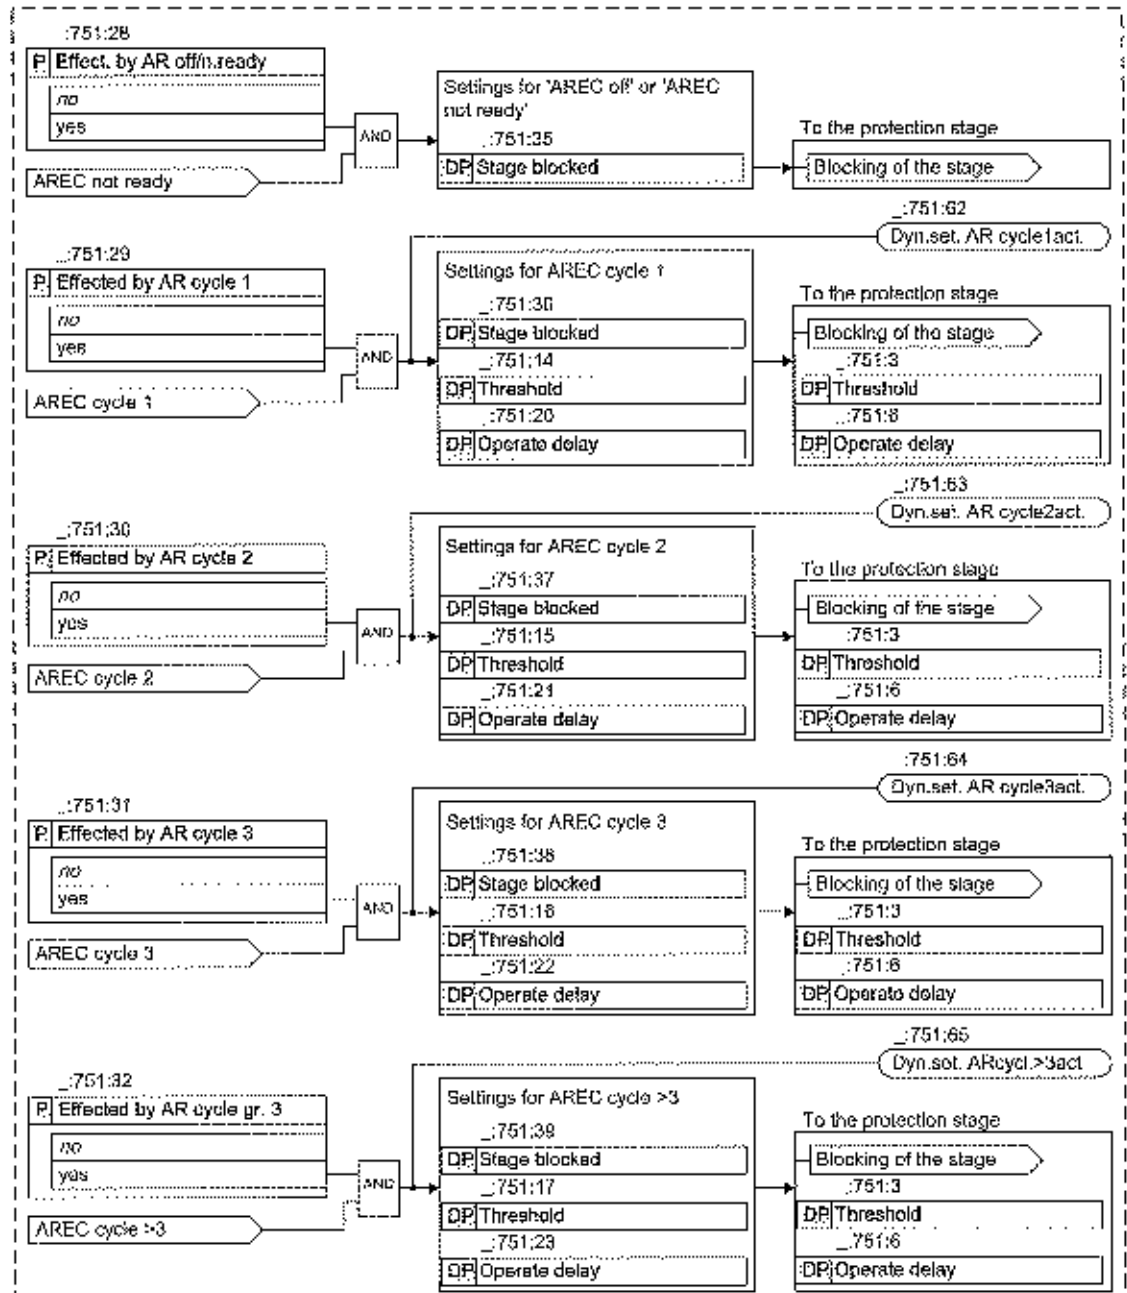 :751:28
P Effect. by AR off/n.ready
no
yes
AREC not ready
AND
Settings for 'AREC off' or 'AREC
not ready'
_:751:35
DP Stage blocked
To the protection stage
Blocking of the stage
_:751:62
Dyn.set. AR cycle1act.
_:751:29
P Effected by AR cycle 1
no
yes
AREC cycle 1
AND
Settings for AREC cycle 1
_:751:36
DP Stage blocked
_:751:14
DP Threshold
_:751:20
DP Operate delay
To the protection stage
Blocking of the stage
_:751:3
DP Threshold
_:751:6
DP Operate delay
_:751:63
Dyn.set. AR cycle2act.
_:751:30
P Effected by AR cycle 2
no
yes
AREC cycle 2
AND
Settings for AREC cycle 2
_:751:37
DP Stage blocked
_:751:15
DP Threshold
_:751:21
DP Operate delay
To the protection stage
Blocking of the stage
_:751:3
DP Threshold
_:751:6
DP Operate delay
:751:64
Dyn.set. AR cycle3act.
_:751:31
P Effected by AR cycle 3
no
yes
AREC cycle 3
AND
Settings for AREC cycle 3
_:751:38
DP Stage blocked
_:751:16
DP Threshold
_:751:22
DP Operate delay
To the protection stage
Blocking of the stage
_:751:3
DP Threshold
_:751:6
DP Operate delay
_:751:65
Dyn.set. ARcycl.>3act
_:751:32
P Effected by AR cycle gr. 3
no
yes
AREC cycle >3
AND
Settings for AREC cycle >3
_:751:39
DP Stage blocked
_:751:17
DP Threshold
_:751:23
DP Operate delay
To the protection stage
Blocking of the stage
_:751:3
DP Threshold
_:751:6
DP Operate delay